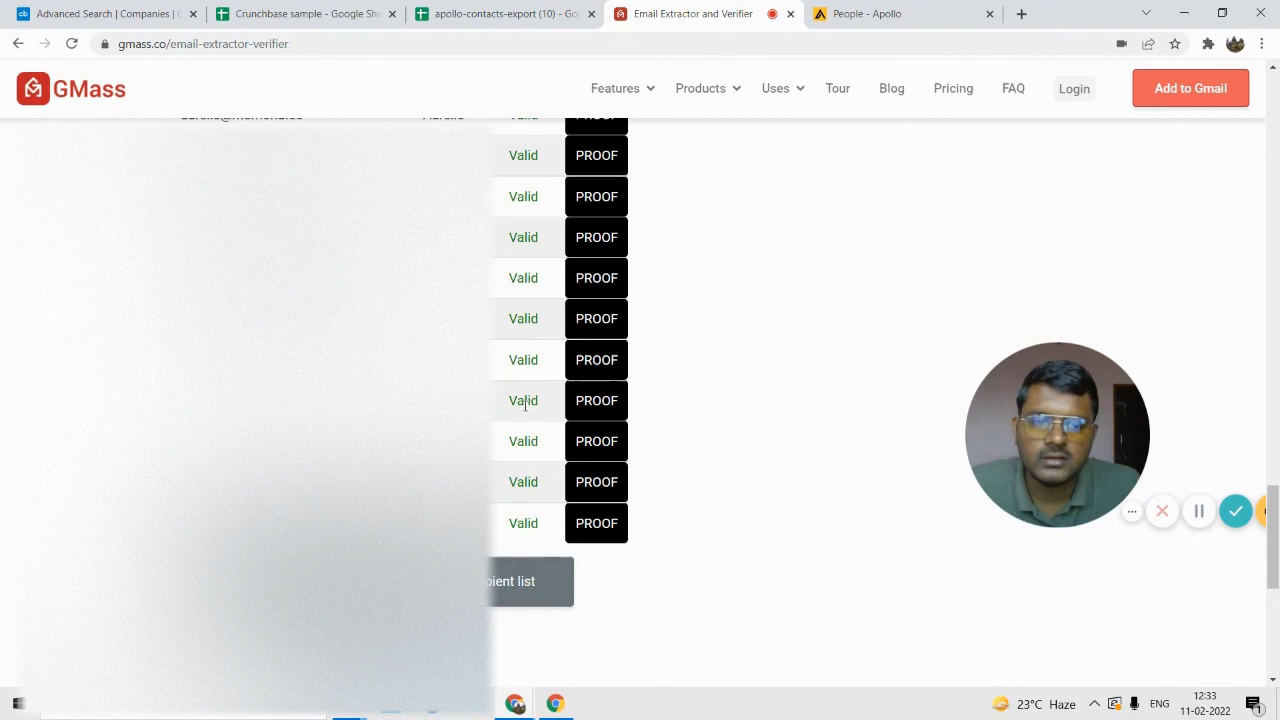 Advanced Search | Companies |
Crunchbase sample - Google She
apollo-contacts-export (10) - Go
Email Extractor and Verifier
People - Apollo
gmass.co/email-extractor-verifier
GMass
Features
Products
Uses
Tour
Blog
Pricing
FAQ
Login
Add to Gmail
Valid PROOF
Valid PROOF
Valid PROOF
Valid PROOF
Valid PROOF
Valid PROOF
Valid PROOF
Valid PROOF
Valid PROOF
Valid PROOF
pient list
23°C Haze
ENG
12:33
11-02-2022